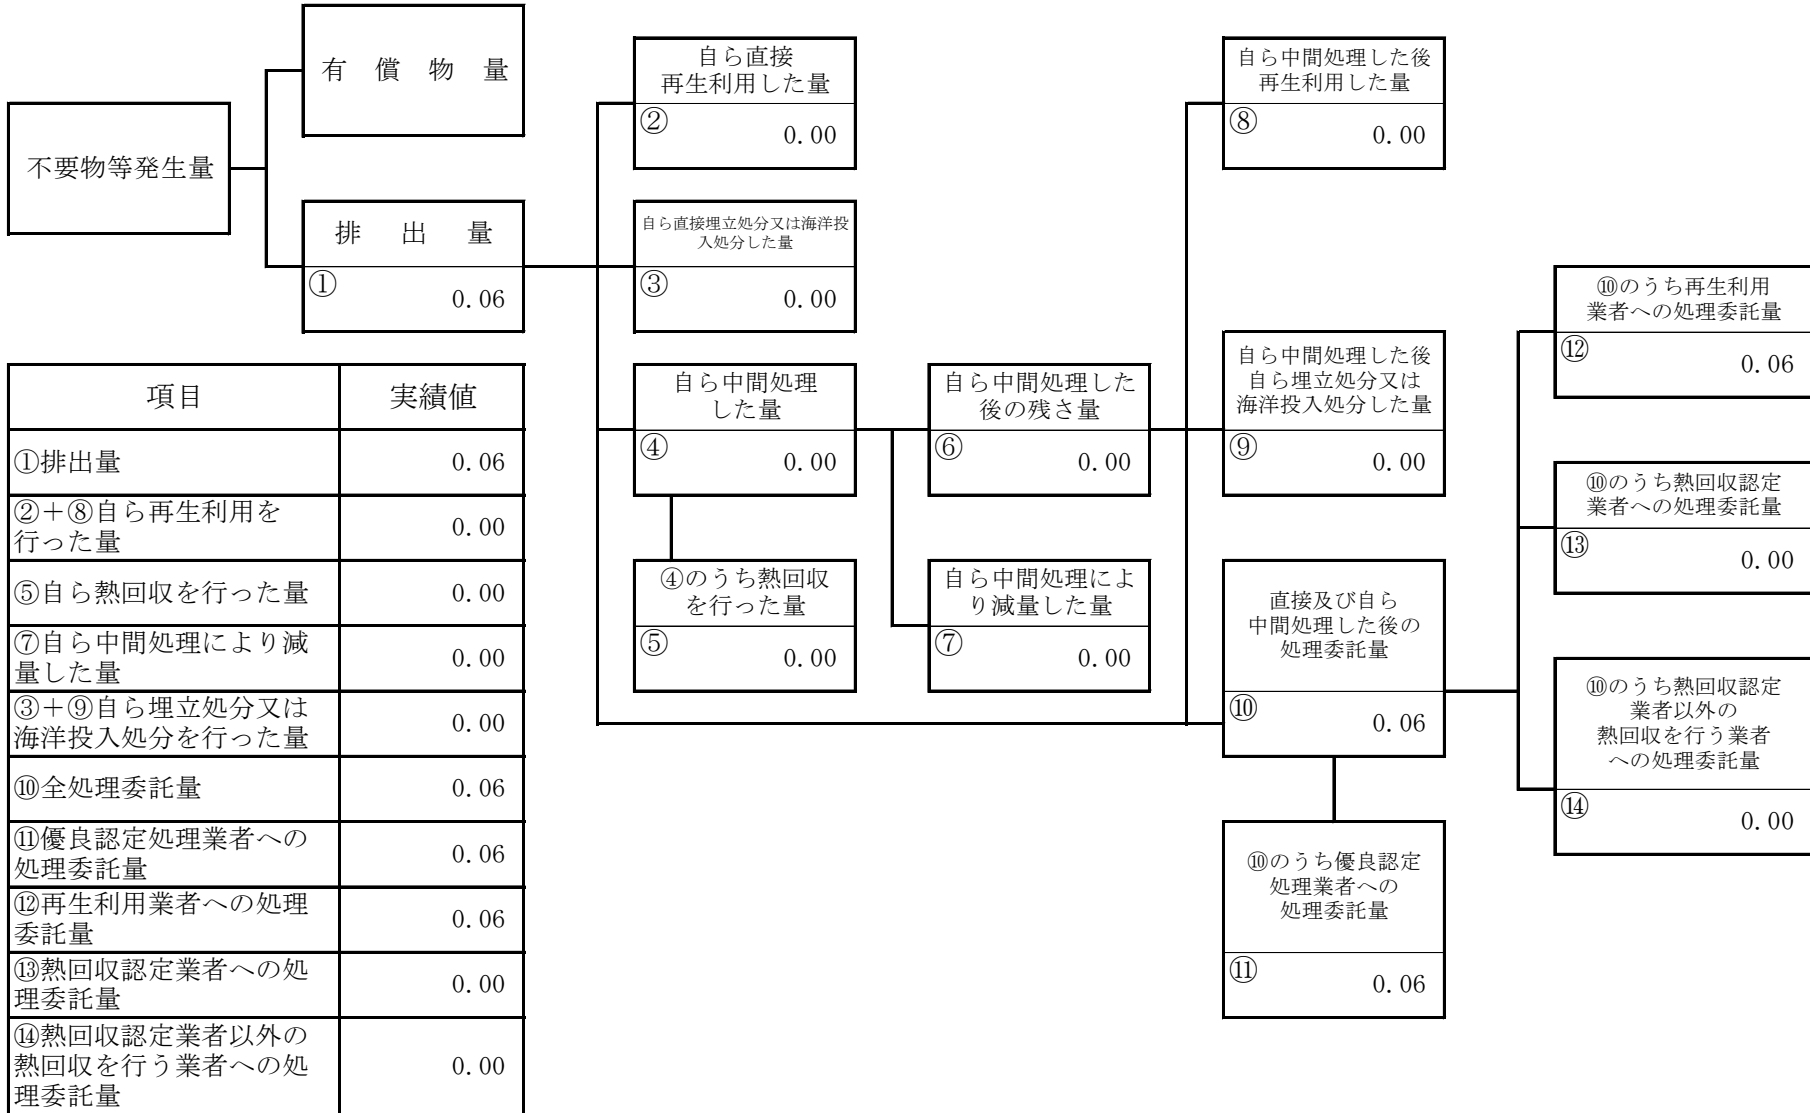 有 償 物 量
不要物等発生量
排 出 量
① 0.06
自ら直接
再生利用した量
② 0.00
自ら直接埋立処分又は海洋投
入処分した量
③ 0.00
自ら中間処理
した量
④ 0.00
④のうち熱回収
を行った量
⑤ 0.00
自ら中間処理した
後の残さ量
⑥ 0.00
自ら中間処理によ
り減量した量
⑦ 0.00
自ら中間処理した後
再生利用した量
⑧ 0.00
自ら中間処理した後
自ら埋立処分又は
海洋投入処分した量
⑨ 0.00
直接及び自ら
中間処理した後の
処理委託量
⑩ 0.06
⑩のうち優良認定
処理業者への
処理委託量
⑪ 0.06
⑩のうち再生利用
業者への処理委託量
⑫ 0.06
⑩のうち熱回収認定
業者への処理委託量
⑬ 0.00
⑩のうち熱回収認定
業者以外の
熱回収を行う業者
への処理委託量
⑭ 0.00
項目 実績値
①排出量 0.06
②＋⑧自ら再生利用を
行った量 0.00
⑤自ら熱回収を行った量 0.00
⑦自ら中間処理により減
量した量 0.00
③＋⑨自ら埋立処分又は
海洋投入処分を行った量 0.00
⑩全処理委託量 0.06
⑪優良認定処理業者への
処理委託量 0.06
⑫再生利用業者への処理
委託量 0.06
⑬熱回収認定業者への処
理委託量 0.00
⑭熱回収認定業者以外の
熱回収を行う業者への処
理委託量 0.00